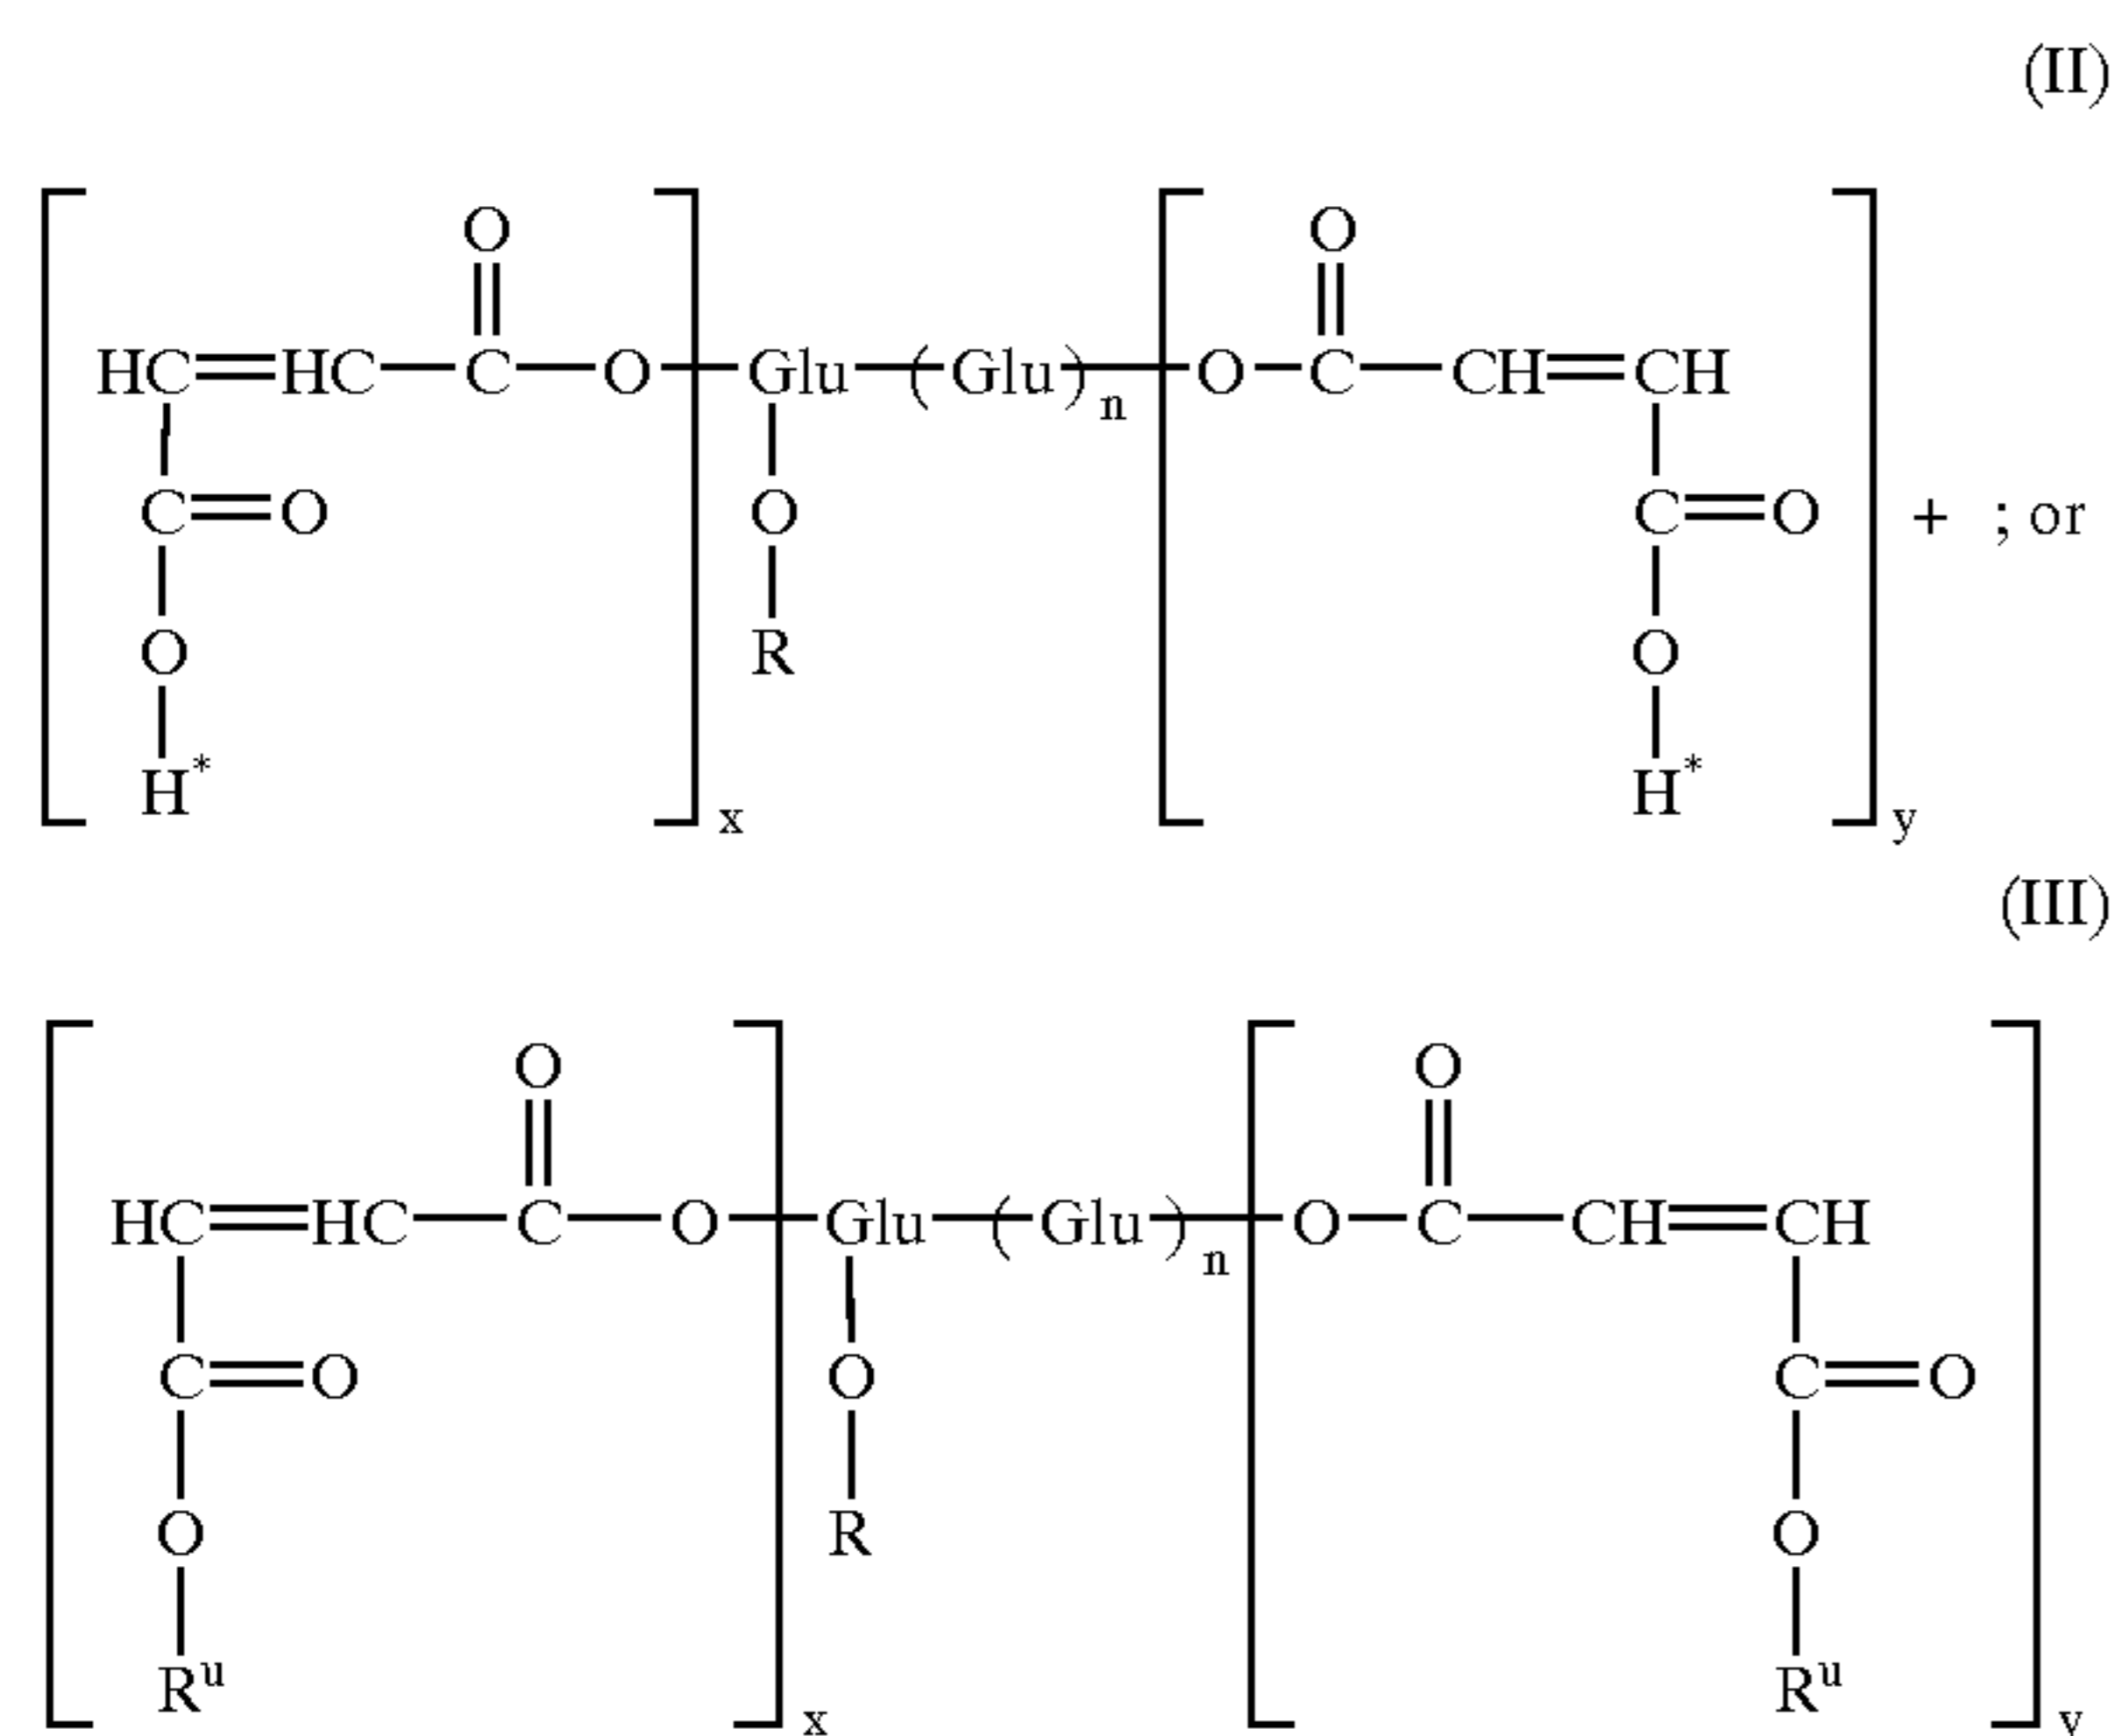 (II)
O O
HC=HC—C—O—Glu—(Glu)n—O—C—CH=CH
C=O O C=O + ; or
O R O
H* H*
x y
(III)
O O
HC=HC—C—O—Glu—(Glu)n—O—C—CH=CH
C=O O C=O
O R O
Ru Ru
x y